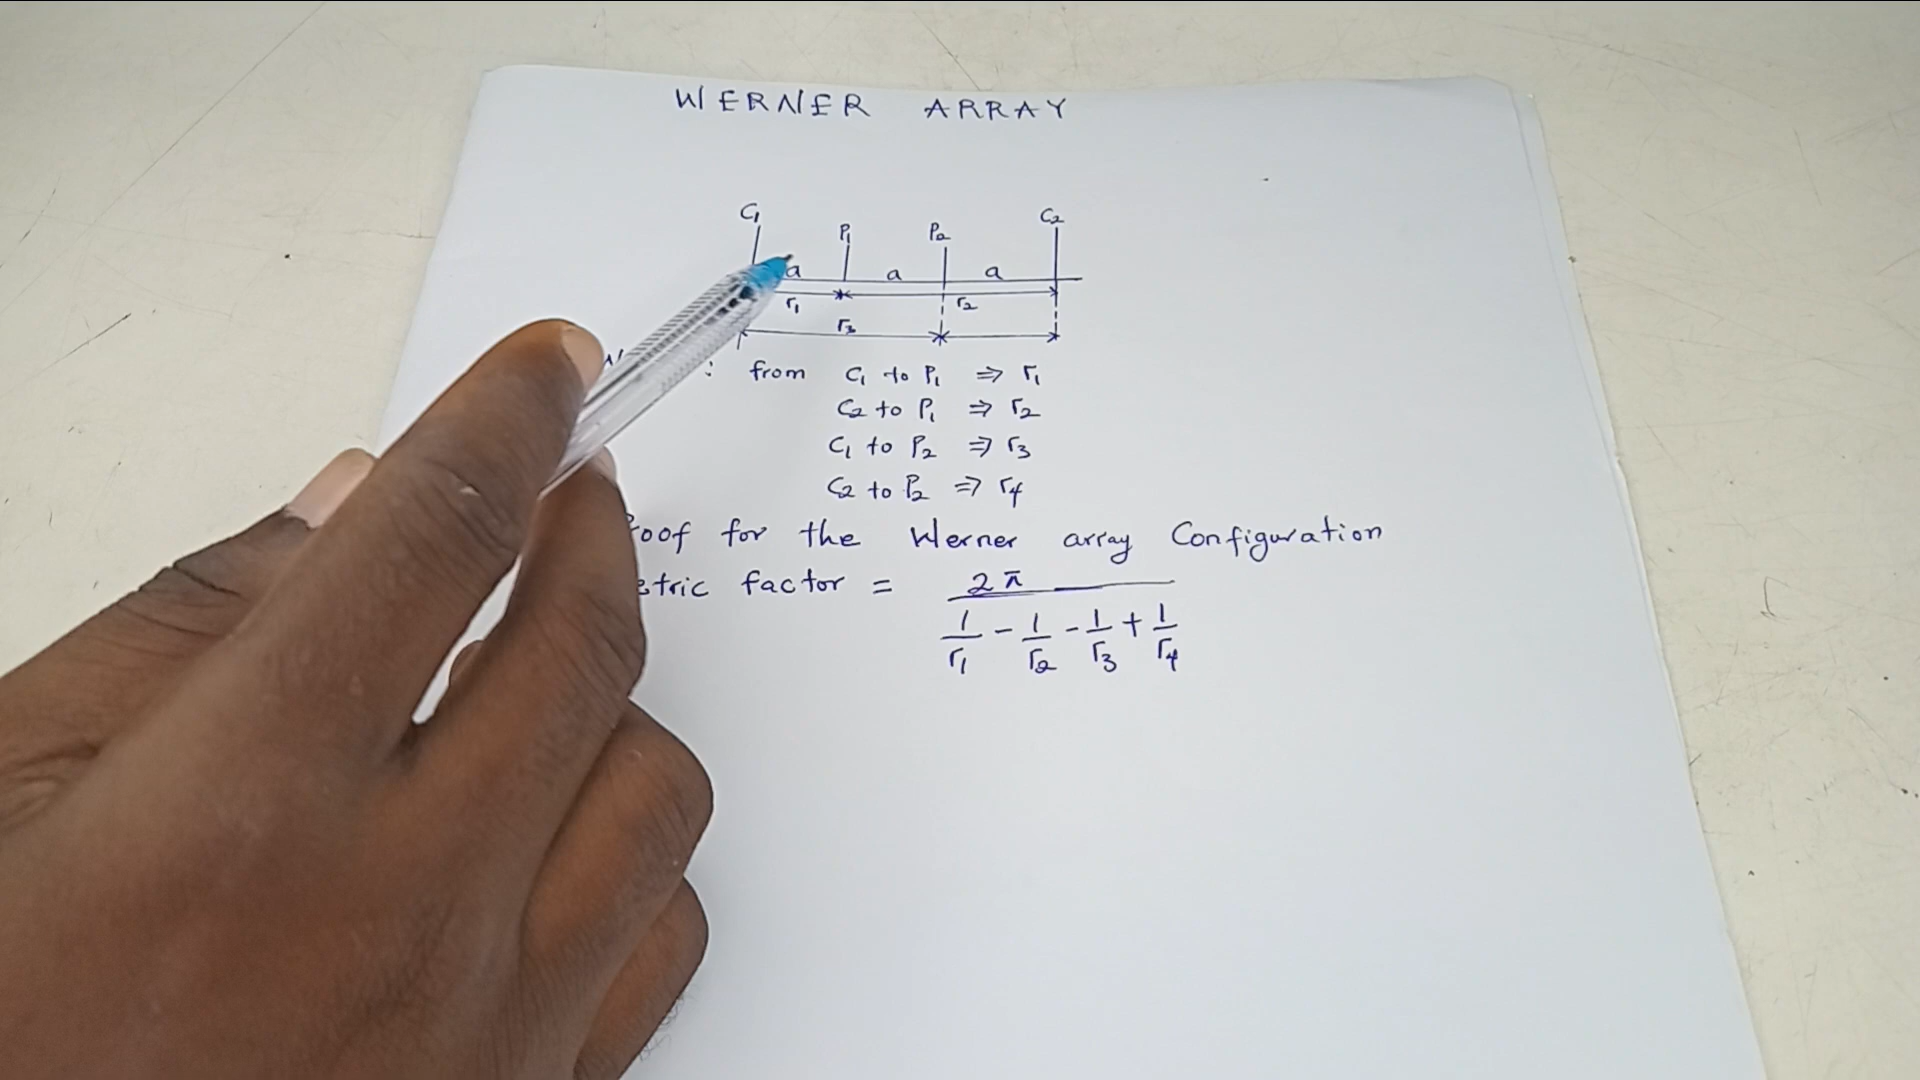 WERNER ARRAY
C1 P1 P2 C2
a a a
r1 r2
r3
: from C1 to P1 ⇒ r1
C2 to P1 ⇒ r2
C1 to P2 ⇒ r3
C2 to P2 ⇒ r4
for the Werner array Configuration
factor = 2π / (1/r1 - 1/r2 - 1/r3 + 1/r4)